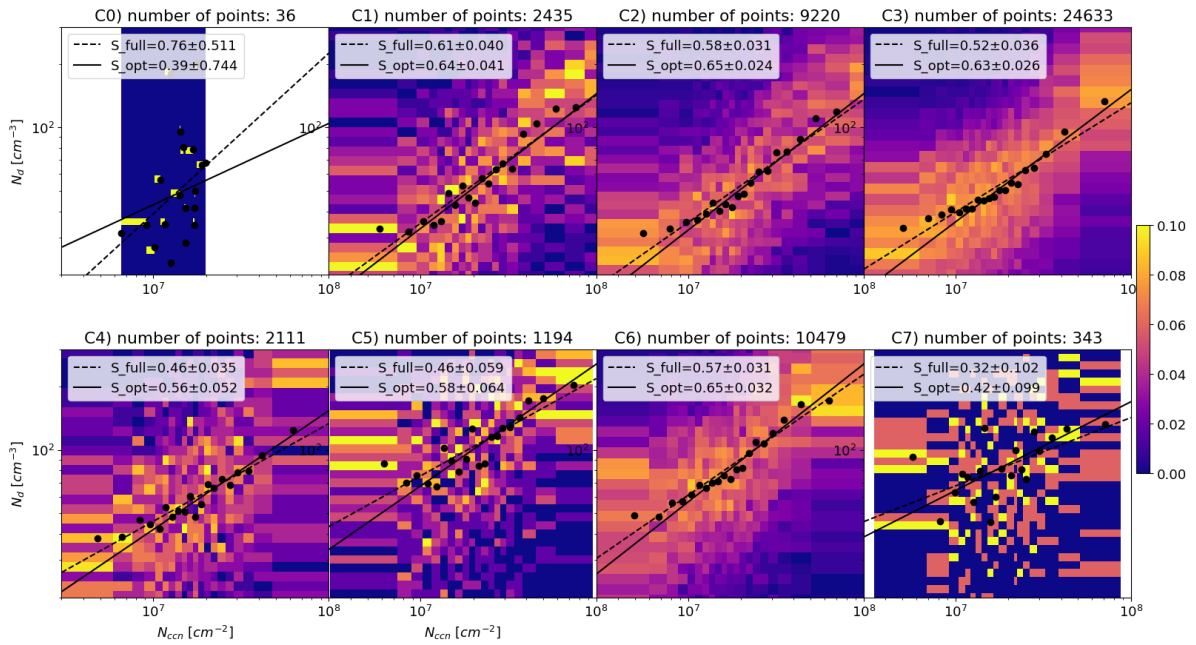 C0) number of points: 36
C1) number of points: 2435
C2) number of points: 9220
C3) number of points: 24633
S_full=0.76±0.511
S_opt=0.39±0.744
S_full=0.61±0.040
S_opt=0.64±0.041
S_full=0.58±0.031
S_opt=0.65±0.024
S_full=0.52±0.036
S_opt=0.63±0.026
N_d [cm^{-3}]
10^2
10^2
10^2
10^2
10^7
10^8
10^7
10^8
10^7
10^8
10^7
10^8
0.10
0.08
0.06
0.04
0.02
0.00
C4) number of points: 2111
C5) number of points: 1194
C6) number of points: 10479
C7) number of points: 343
S_full=0.46±0.035
S_opt=0.56±0.052
S_full=0.46±0.059
S_opt=0.58±0.064
S_full=0.57±0.031
S_opt=0.65±0.032
S_full=0.32±0.102
S_opt=0.42±0.099
N_d [cm^{-3}]
10^2
10^2
10^2
10^2
10^7
10^8
10^7
10^8
10^7
10^8
10^7
10^8
N_{ccn} [cm^{-2}]
N_{ccn} [cm^{-2}]